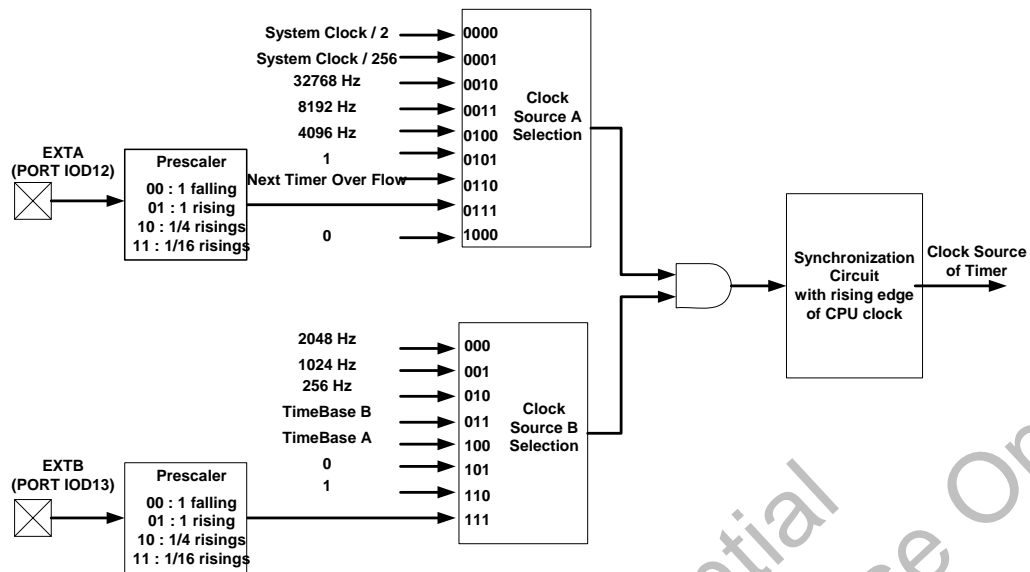 System Clock / 2
0000
System Clock / 256
0001
32768 Hz
0010
8192 Hz
0011
4096 Hz
0100
1
0101
Next Timer Over Flow
0110
0111
0
1000
Clock
Source A
Selection
EXTA
(PORT IOD12)
Prescaler
00 : 1 falling
01 : 1 rising
10 : 1/4 risings
11 : 1/16 risings
Synchronization
Circuit
with rising edge
of CPU clock
Clock Source
of Timer
2048 Hz
000
1024 Hz
001
256 Hz
010
TimeBase B
011
TimeBase A
100
0
101
1
110
111
Clock
Source B
Selection
EXTB
(PORT IOD13)
Prescaler
00 : 1 falling
01 : 1 rising
10 : 1/4 risings
11 : 1/16 risings